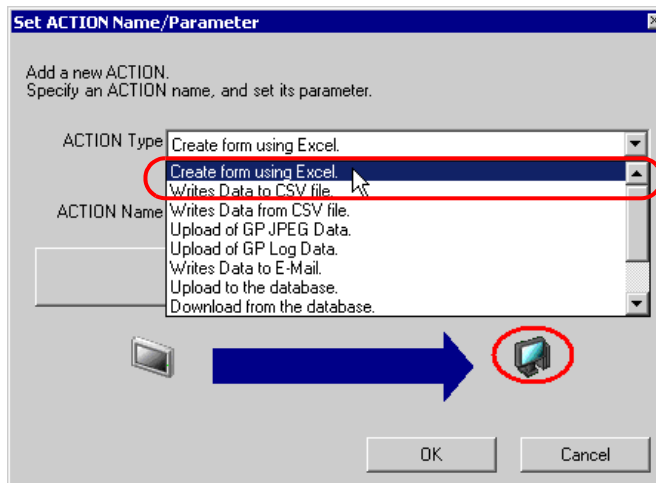 Set ACTION Name/Parameter
Add a new ACTION.
Specify an ACTION name, and set its parameter.
ACTION Type
Create form using Excel.
Create form using Excel.
Writes Data to CSV file.
ACTION Name
Writes Data from CSV file.
Upload of GP JPEG Data.
Upload of GP Log Data.
Writes Data to E-Mail.
Upload to the database.
Download from the database.
OK
Cancel